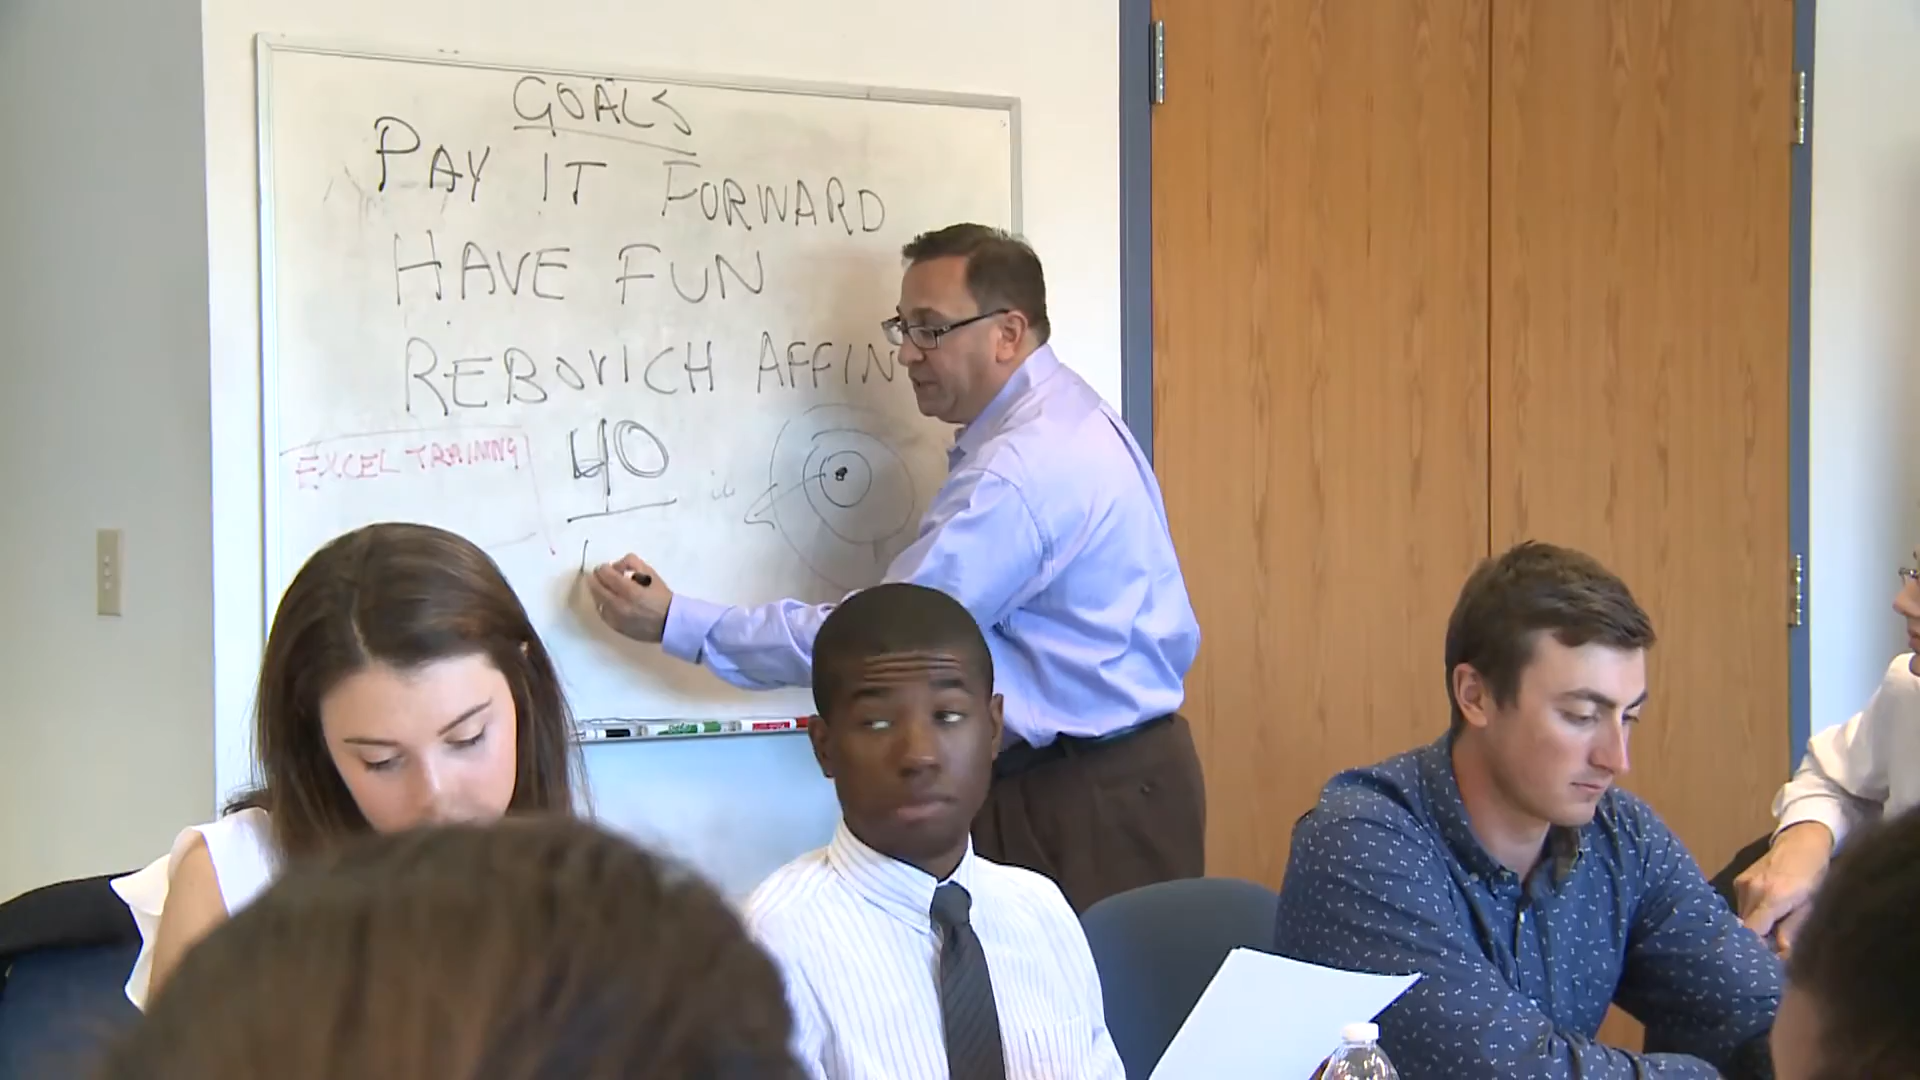 GOALS
PAY IT FORWARD
HAVE FUN
REBOVICH AFFIN
EXCEL TRAINING
40